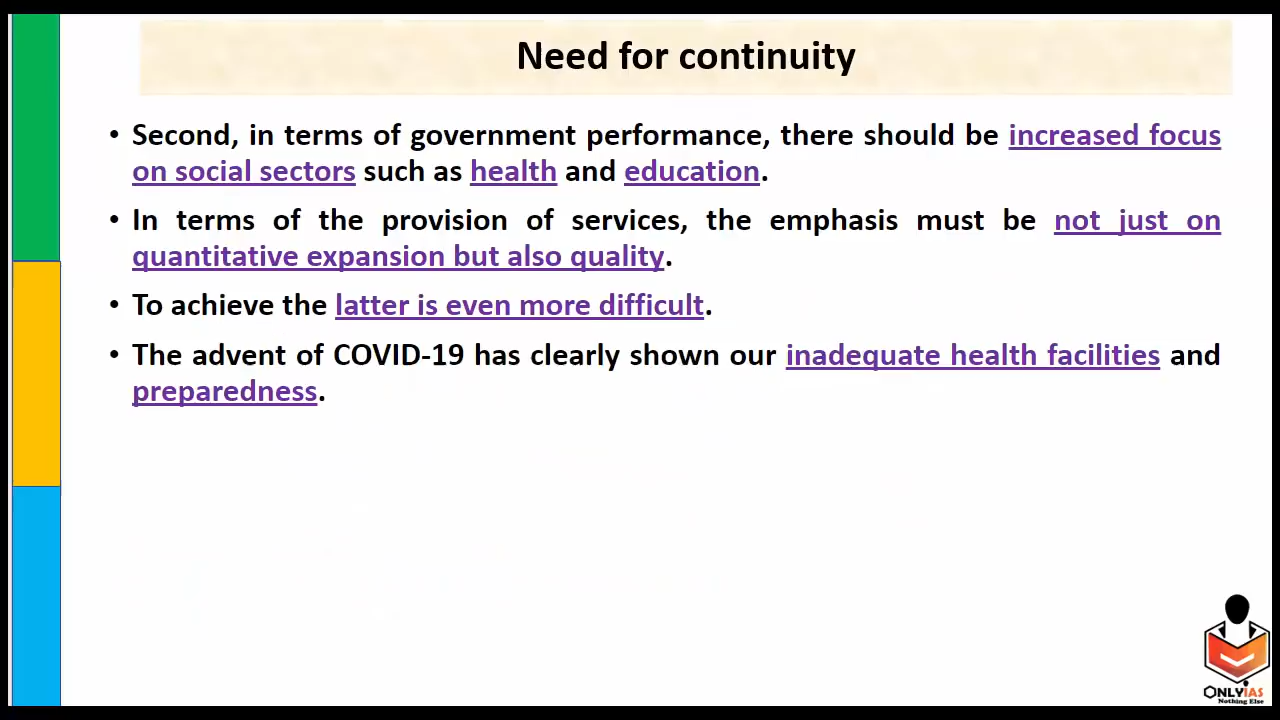 Need for continuity
• Second, in terms of government performance, there should be increased focus
on social sectors such as health and education.
• In terms of the provision of services, the emphasis must be not just on
quantitative expansion but also quality.
• To achieve the latter is even more difficult.
• The advent of COVID-19 has clearly shown our inadequate health facilities and
preparedness.
ONLYIAS
Nothing Else